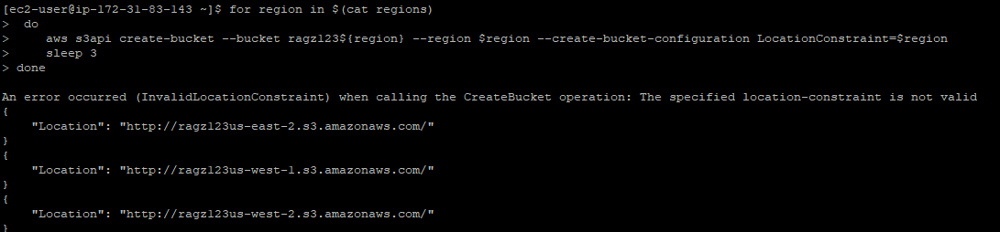 [ec2-user@ip-172-31-83-143 ~]$ for region in $(cat regions)
>  do
>     aws s3api create-bucket --bucket ragz123${region} --region $region --create-bucket-configuration LocationConstraint=$region
>     sleep 3
> done
An error occurred (InvalidLocationConstraint) when calling the CreateBucket operation: The specified location-constraint is not valid
{
    "Location": "http://ragz123us-east-2.s3.amazonaws.com/"
}
{
    "Location": "http://ragz123us-west-1.s3.amazonaws.com/"
}
{
    "Location": "http://ragz123us-west-2.s3.amazonaws.com/"
}